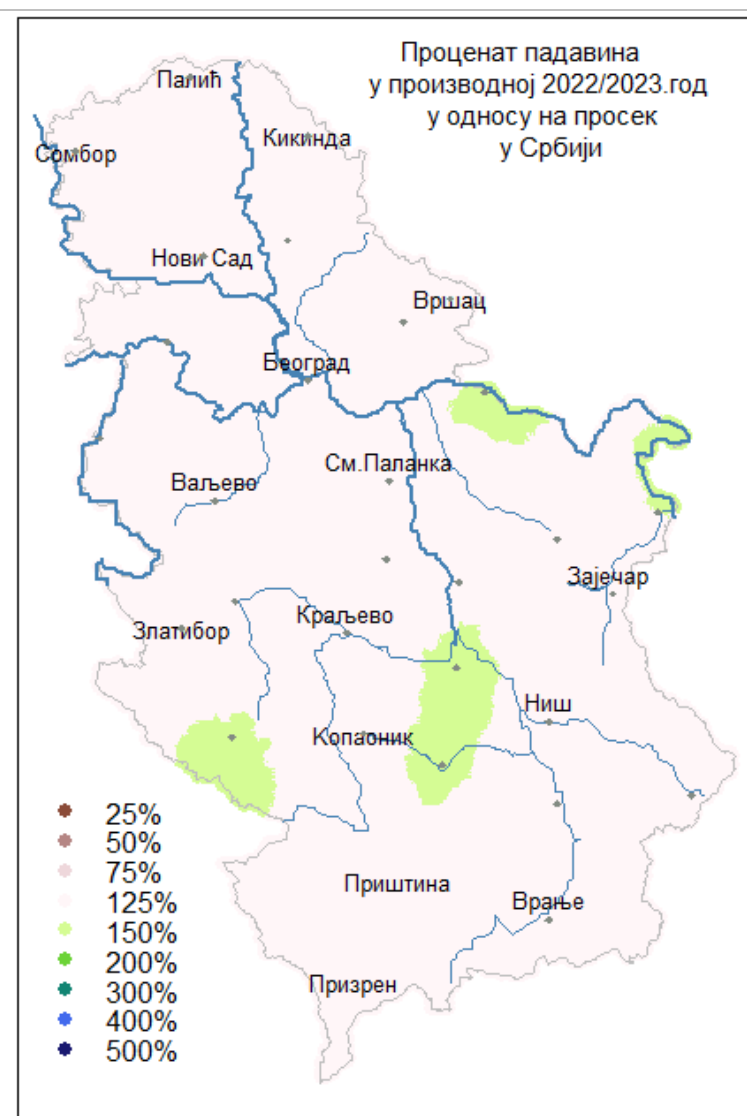 Проценат падавина
у производној 2022/2023.год
у односу на просек
у Србији
Палић
Кикинда
Сомбор
Нови Сад
Вршац
Београд
См.Паланка
Ваљево
Зајечар
Краљево
Златибор
Ниш
Копаоник
Приштина
Врање
Призрен
25%
50%
75%
125%
150%
200%
300%
400%
500%